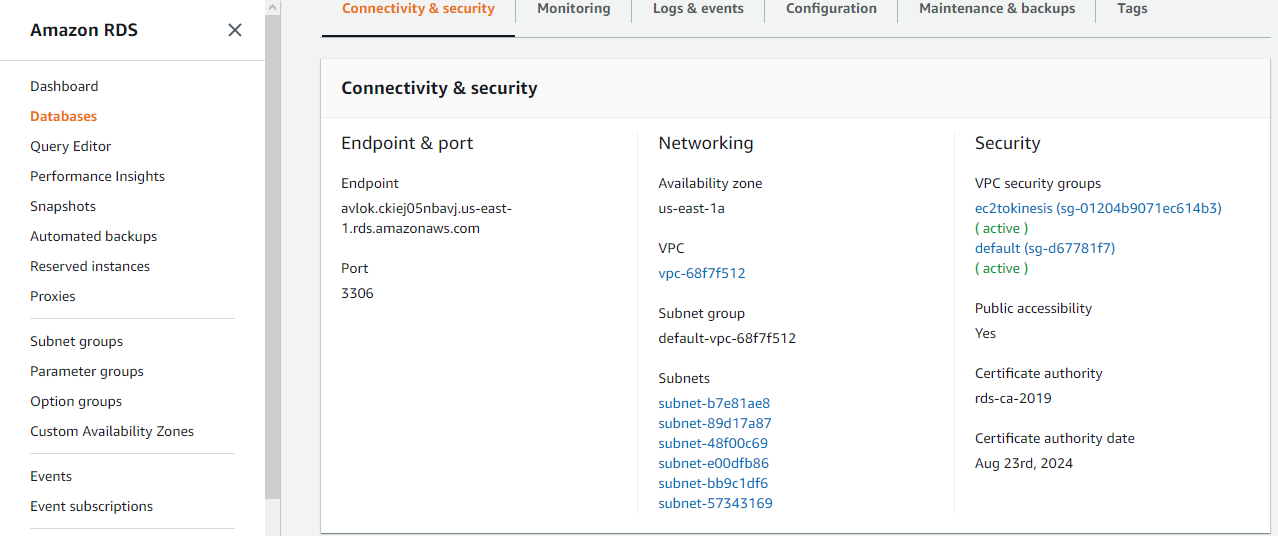 Amazon RDS
Dashboard
Databases
Query Editor
Performance Insights
Snapshots
Automated backups
Reserved instances
Proxies
Subnet groups
Parameter groups
Option groups
Custom Availability Zones
Events
Event subscriptions
Connectivity & security
Monitoring
Logs & events
Configuration
Maintenance & backups
Tags
Connectivity & security
Endpoint & port
Endpoint
avlok.ckiej05nbavj.us-east-
1.rds.amazonaws.com
Port
3306
Networking
Availability zone
us-east-1a
VPC
vpc-68f7f512
Subnet group
default-vpc-68f7f512
Subnets
subnet-b7e81ae8
subnet-89d17a87
subnet-48f00c69
subnet-e00dfb86
subnet-bb9c1df6
subnet-57343169
Security
VPC security groups
ec2tokinesis (sg-01204b9071ec614b3)
( active )
default (sg-d67781f7)
( active )
Public accessibility
Yes
Certificate authority
rds-ca-2019
Certificate authority date
Aug 23rd, 2024